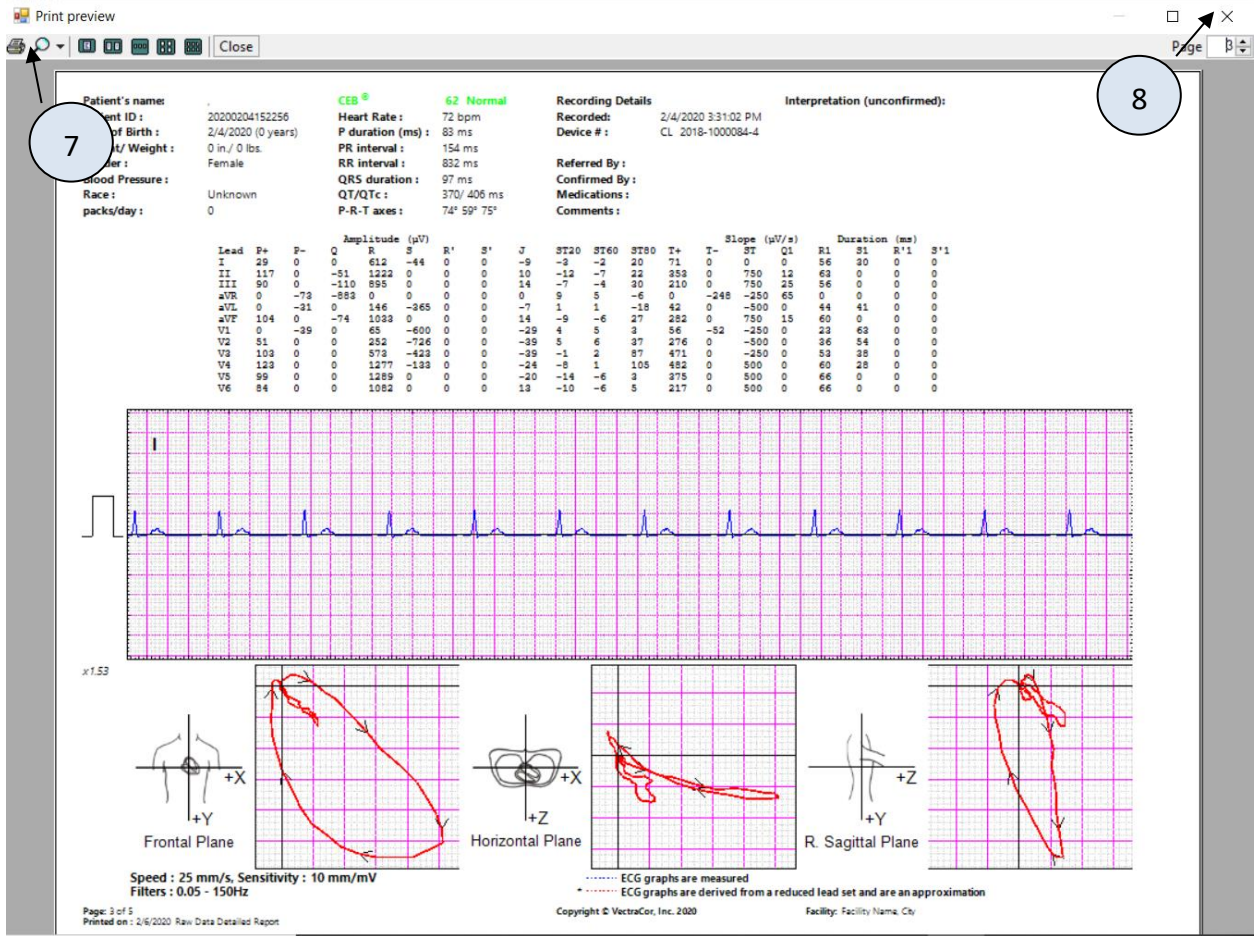 Print preview
Close
Page 3
8
7
Patient's name: , CEB ® 62 Normal Recording Details Interpretation (unconfirmed):
ent ID : 20200204152256 Heart Rate : 72 bpm Recorded: 2/4/2020 3:31:02 PM
of Birth : 2/4/2020 (0 years) P duration (ms) : 83 ms Device # : CL 2018-1000084-4
t/ Weight : 0 in./ 0 lbs. PR interval : 154 ms
der : Female RR interval : 832 ms Referred By :
Blood Pressure : QRS duration : 97 ms Confirmed By :
Race : Unknown QT/QTc : 370/ 406 ms Medications :
packs/day : 0 P-R-T axes : 74° 59° 75° Comments :
Amplitude (µV) Slope (µV/s) Duration (ms)
Lead P+ P- Q R S R' S' J ST20 ST60 ST80 T+ T- ST Q1 R1 S1 R'1 S'1
I 29 0 0 612 -44 0 0 -9 -3 -2 20 71 0 0 0 56 30 0 0
II 117 0 -51 1222 0 0 0 10 -12 -7 22 353 0 750 12 63 0 0 0
III 90 0 -110 895 0 0 0 14 -7 -4 30 210 0 750 25 56 0 0 0
aVR 0 -73 -883 0 0 0 0 0 9 5 -6 0 -248 -250 65 0 0 0 0
aVL 0 -31 0 146 -365 0 0 -7 1 1 -18 42 0 -500 0 44 41 0 0
aVF 104 0 -74 1033 0 0 0 14 -9 -6 27 282 0 750 15 60 0 0 0
V1 0 -39 0 65 -600 0 0 -29 4 5 3 56 -52 -250 0 23 63 0 0
V2 51 0 0 252 -726 0 0 -39 5 6 37 276 0 -500 0 36 54 0 0
V3 103 0 0 573 -423 0 0 -39 -1 2 87 471 0 -250 0 53 38 0 0
V4 123 0 0 1277 -133 0 0 -24 -8 1 105 482 0 500 0 60 28 0 0
V5 99 0 0 1289 0 0 0 -20 -14 -6 3 375 0 500 0 66 0 0 0
V6 84 0 0 1082 0 0 0 13 -10 -6 5 217 0 500 0 66 0 0 0
I
x1.53
+X +X +Z
+Y +Z +Y
Frontal Plane Horizontal Plane R. Sagittal Plane
Speed : 25 mm/s, Sensitivity : 10 mm/mV ECG graphs are measured
Filters : 0.05 - 150Hz * ECG graphs are derived from a reduced lead set and are an approximation
Page: 3 of 5 Copyright © VectraCor, Inc. 2020 Facility: Facility Name, City
Printed on : 2/6/2020 Raw Data Detailed Report